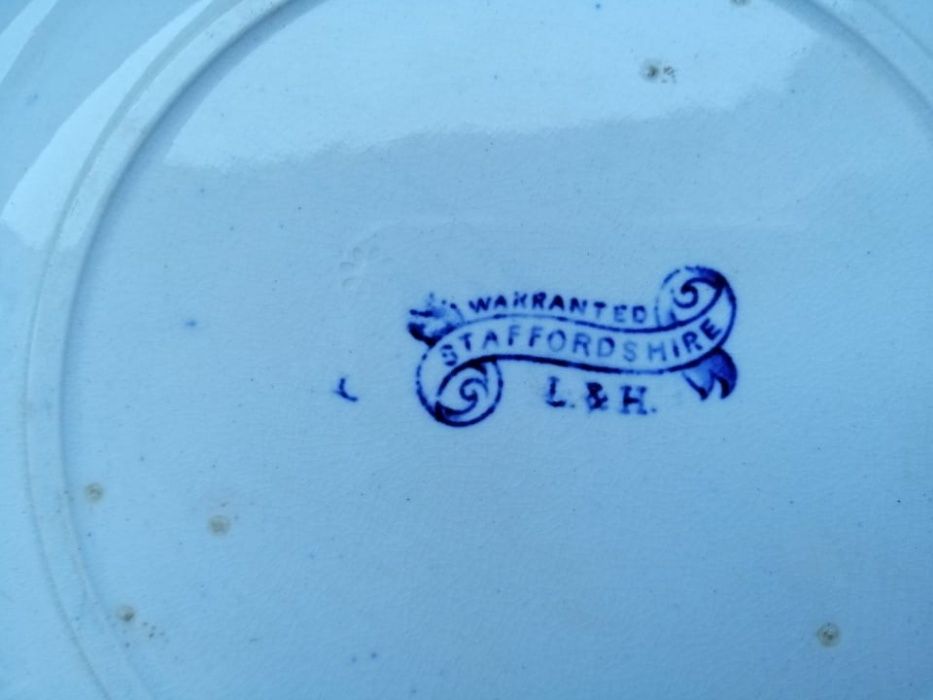 WARRANTED
STAFFORDSHIRE
L. & H.